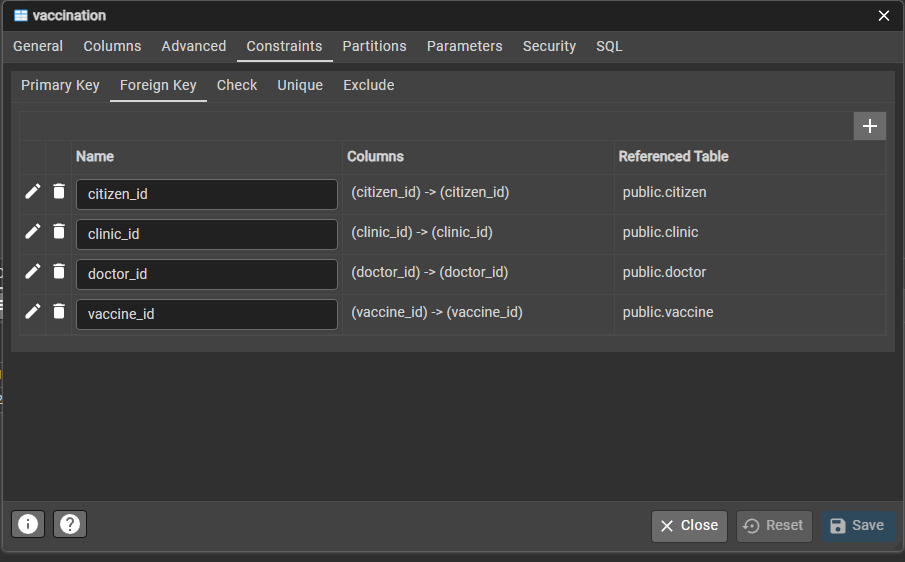 vaccination
General Columns Advanced Constraints Partitions Parameters Security SQL
Primary Key Foreign Key Check Unique Exclude
Name Columns Referenced Table
citizen_id (citizen_id) -> (citizen_id) public.citizen
clinic_id (clinic_id) -> (clinic_id) public.clinic
doctor_id (doctor_id) -> (doctor_id) public.doctor
vaccine_id (vaccine_id) -> (vaccine_id) public.vaccine
Close Reset Save